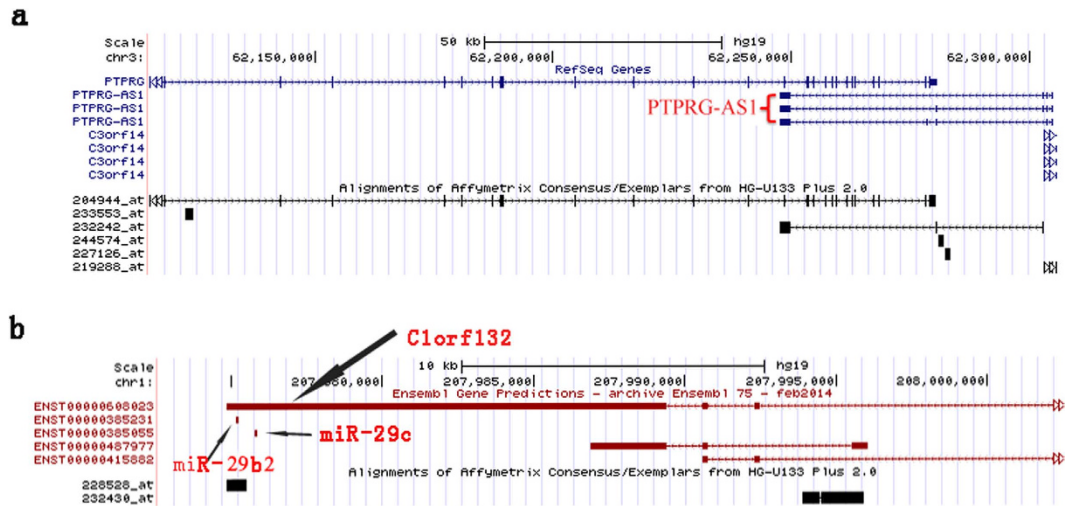 a
Scale 50 kb hg19
chr3: 62,150,000 62,200,000 62,250,000 62,300,000
RefSeq Genes
PTPRG
PTPRG-AS1
PTPRG-AS1 PTPRG-AS1
PTPRG-AS1
C3orf14
C3orf14
C3orf14
C3orf14
Alignments of Affymetrix Consensus/Exemplars from HG-U133 Plus 2.0
204944_at
233553_at
232242_at
244574_at
227126_at
219288_at
b
C1orf132
Scale 10 kb hg19
chr1: 207,980,000 207,985,000 207,990,000 207,995,000 208,000,000
Ensembl Gene Predictions - archive Ensembl 75 - feb2014
ENST00000608023
ENST00000385231
ENST00000385055 miR-29c
ENST00000487977
miR-29b2
ENST00000415882
Alignments of Affymetrix Consensus/Exemplars from HG-U133 Plus 2.0
228528_at
232430_at